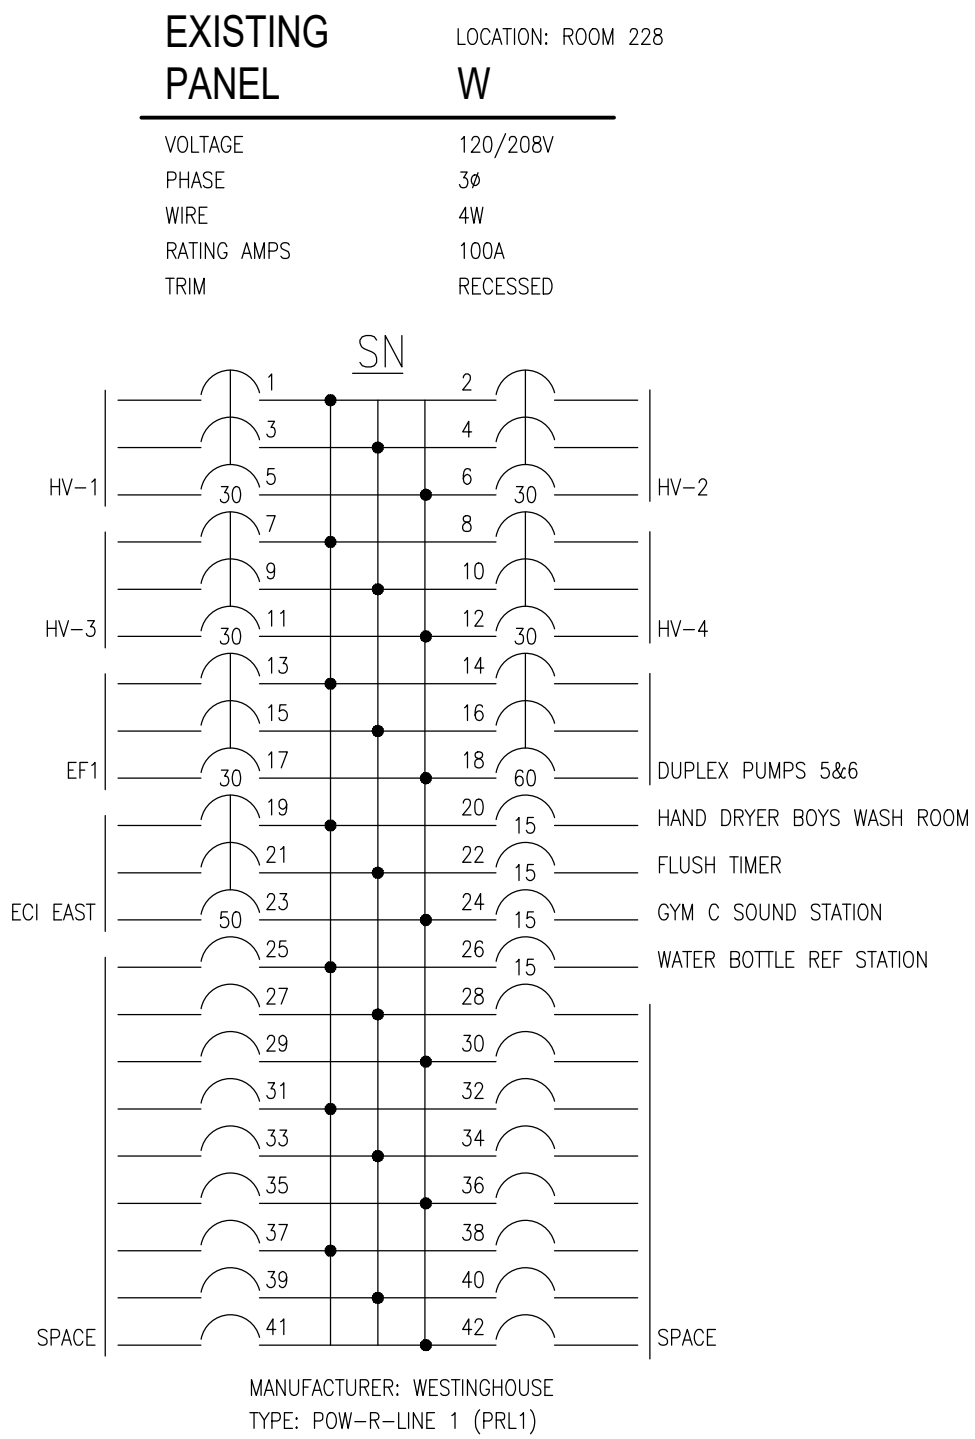 EXISTING LOCATION: ROOM 228
PANEL W
VOLTAGE 120/208V
PHASE 3ø
WIRE 4W
RATING AMPS 100A
TRIM RECESSED
SN
1 2
3 4
HV-1 30 5 6 30 HV-2
7 8
9 10
HV-3 30 11 12 30 HV-4
13 14
15 16
EF1 30 17 18 60 DUPLEX PUMPS 5&6
19 20 15 HAND DRYER BOYS WASH ROOM
21 22 15 FLUSH TIMER
ECI EAST 50 23 24 15 GYM C SOUND STATION
25 26 15 WATER BOTTLE REF STATION
27 28
29 30
31 32
33 34
35 36
37 38
39 40
SPACE 41 42 SPACE
MANUFACTURER: WESTINGHOUSE
TYPE: POW-R-LINE 1 (PRL1)